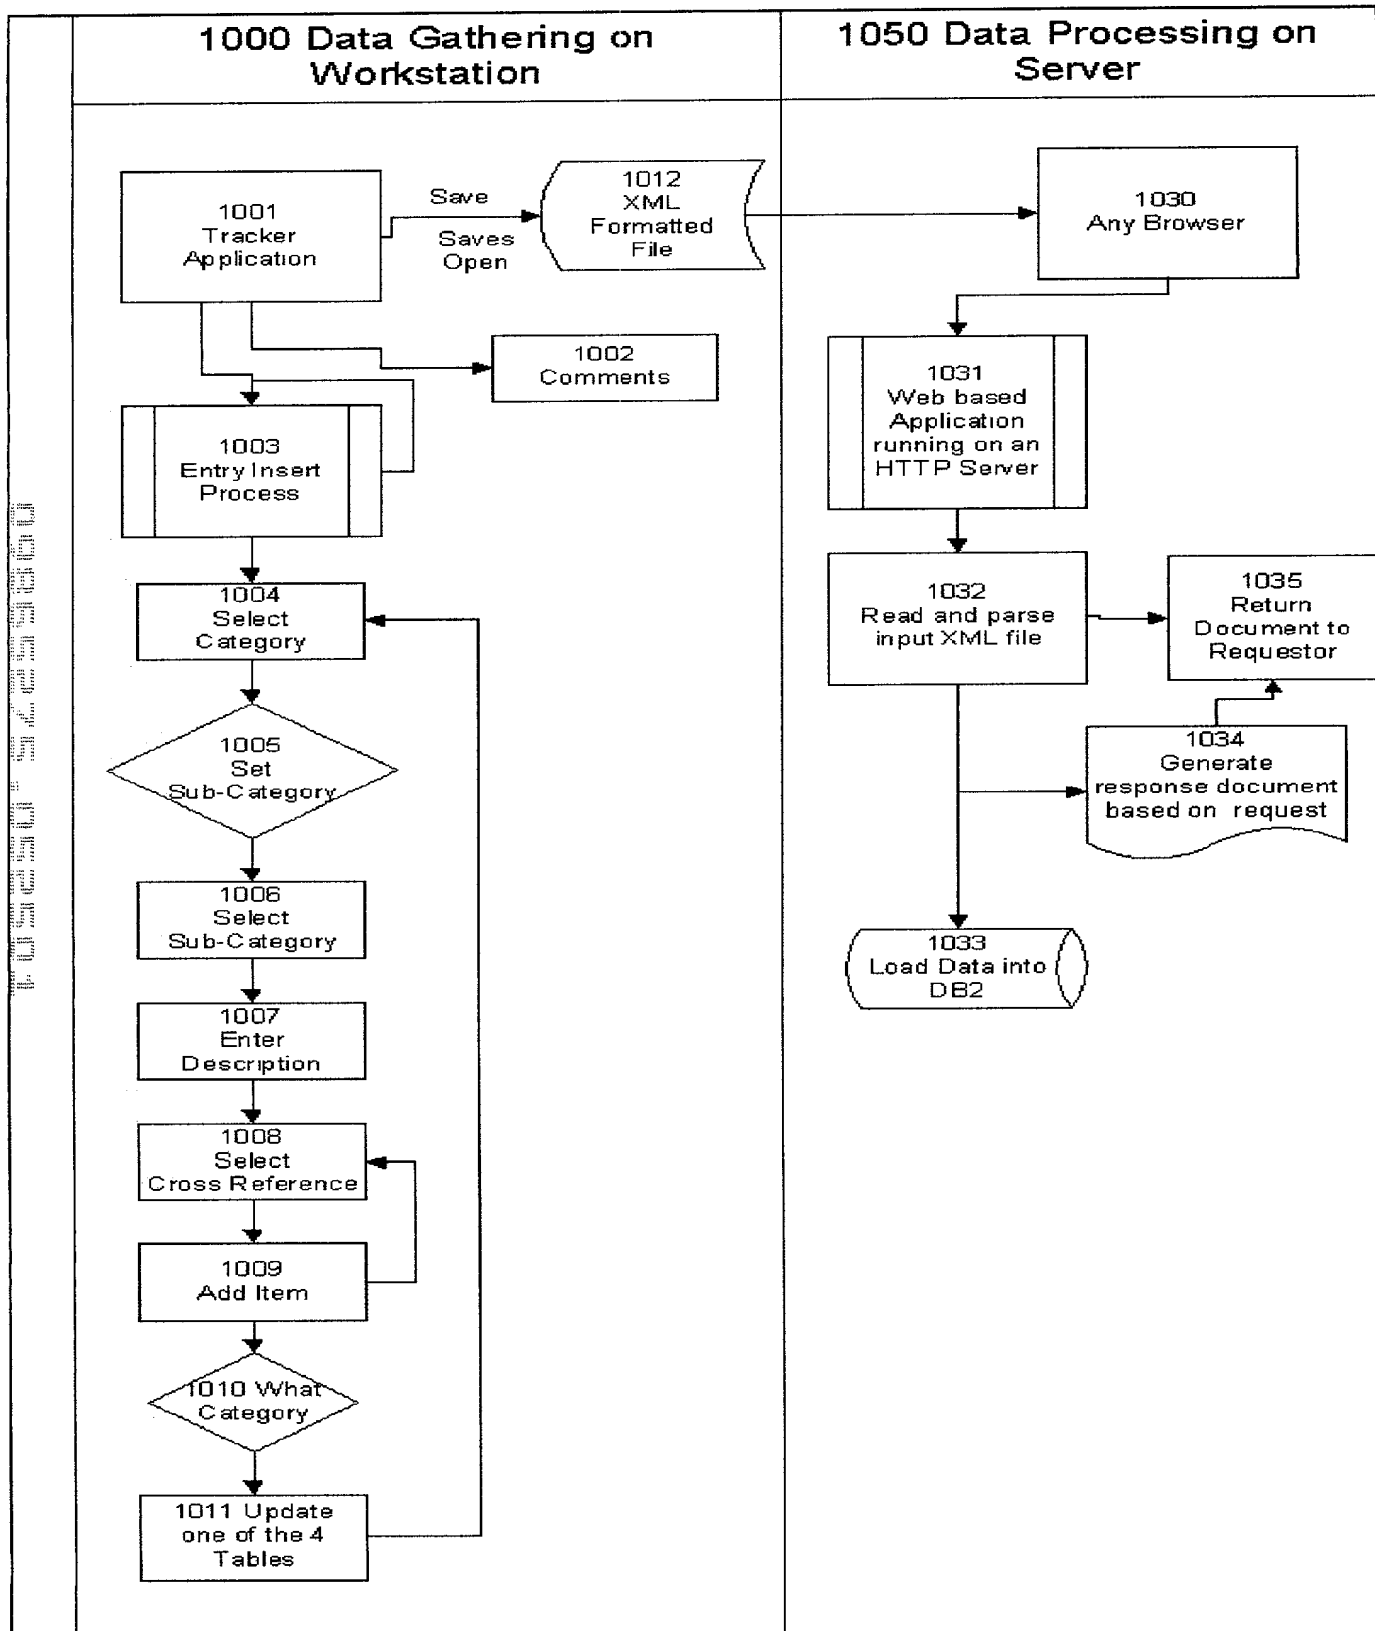 1000 Data Gathering on
Workstation
1050 Data Processing on
Server
1001
Tracker
Application
Save
Saves
Open
1012
XML
Formatted
File
1030
Any Browser
1002
Comments
1003
Entry Insert
Process
1031
Web based
Application
running on an
HTTP Server
1004
Select
Category
1032
Read and parse
input XML file
1035
Return
Document to
Requestor
1005
Set
Sub-Category
1034
Generate
response document
based on request
1006
Select
Sub-Category
1033
Load Data into
DB2
1007
Enter
Description
1008
Select
Cross Reference
1009
Add Item
1010 What
Category
1011 Update
one of the 4
Tables